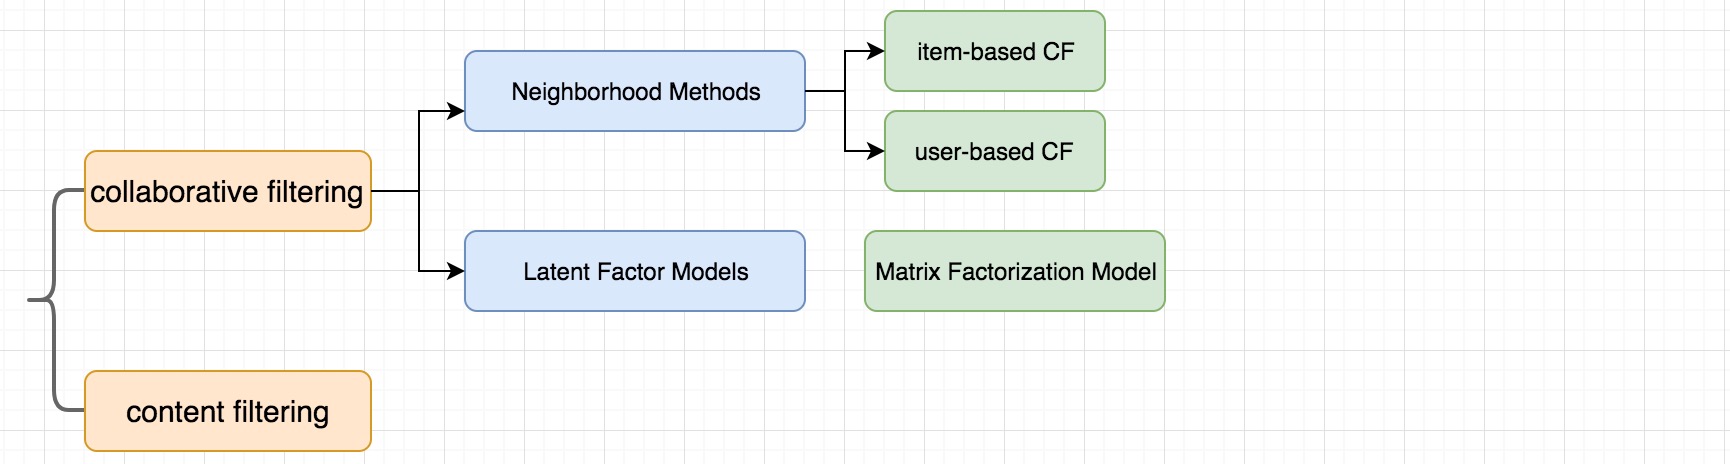 item-based CF
Neighborhood Methods
user-based CF
collaborative filtering
Latent Factor Models
Matrix Factorization Model
content filtering